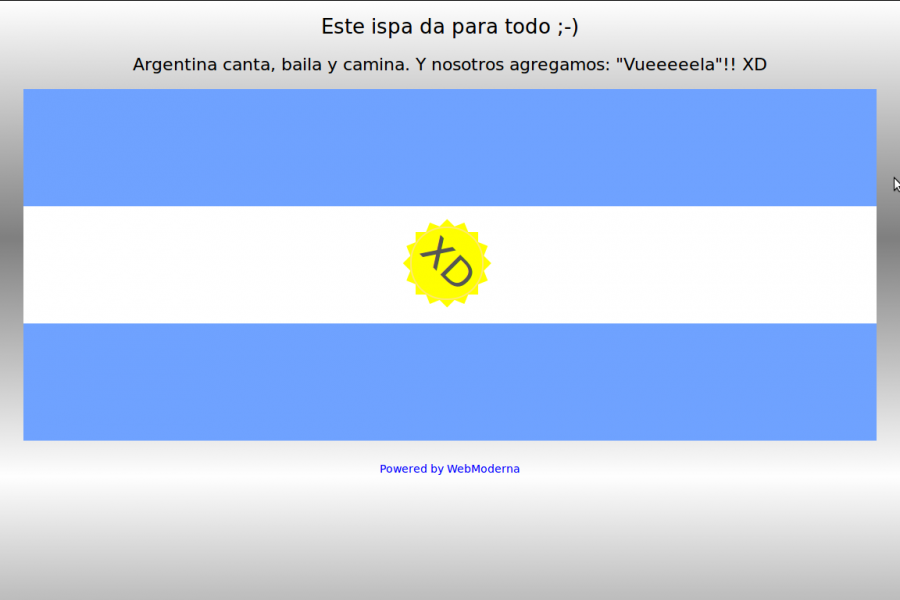 Este ispa da para todo ;-)
Argentina canta, baila y camina. Y nosotros agregamos: "Vueeeeela"!! XD
XD
Powered by WebModerna